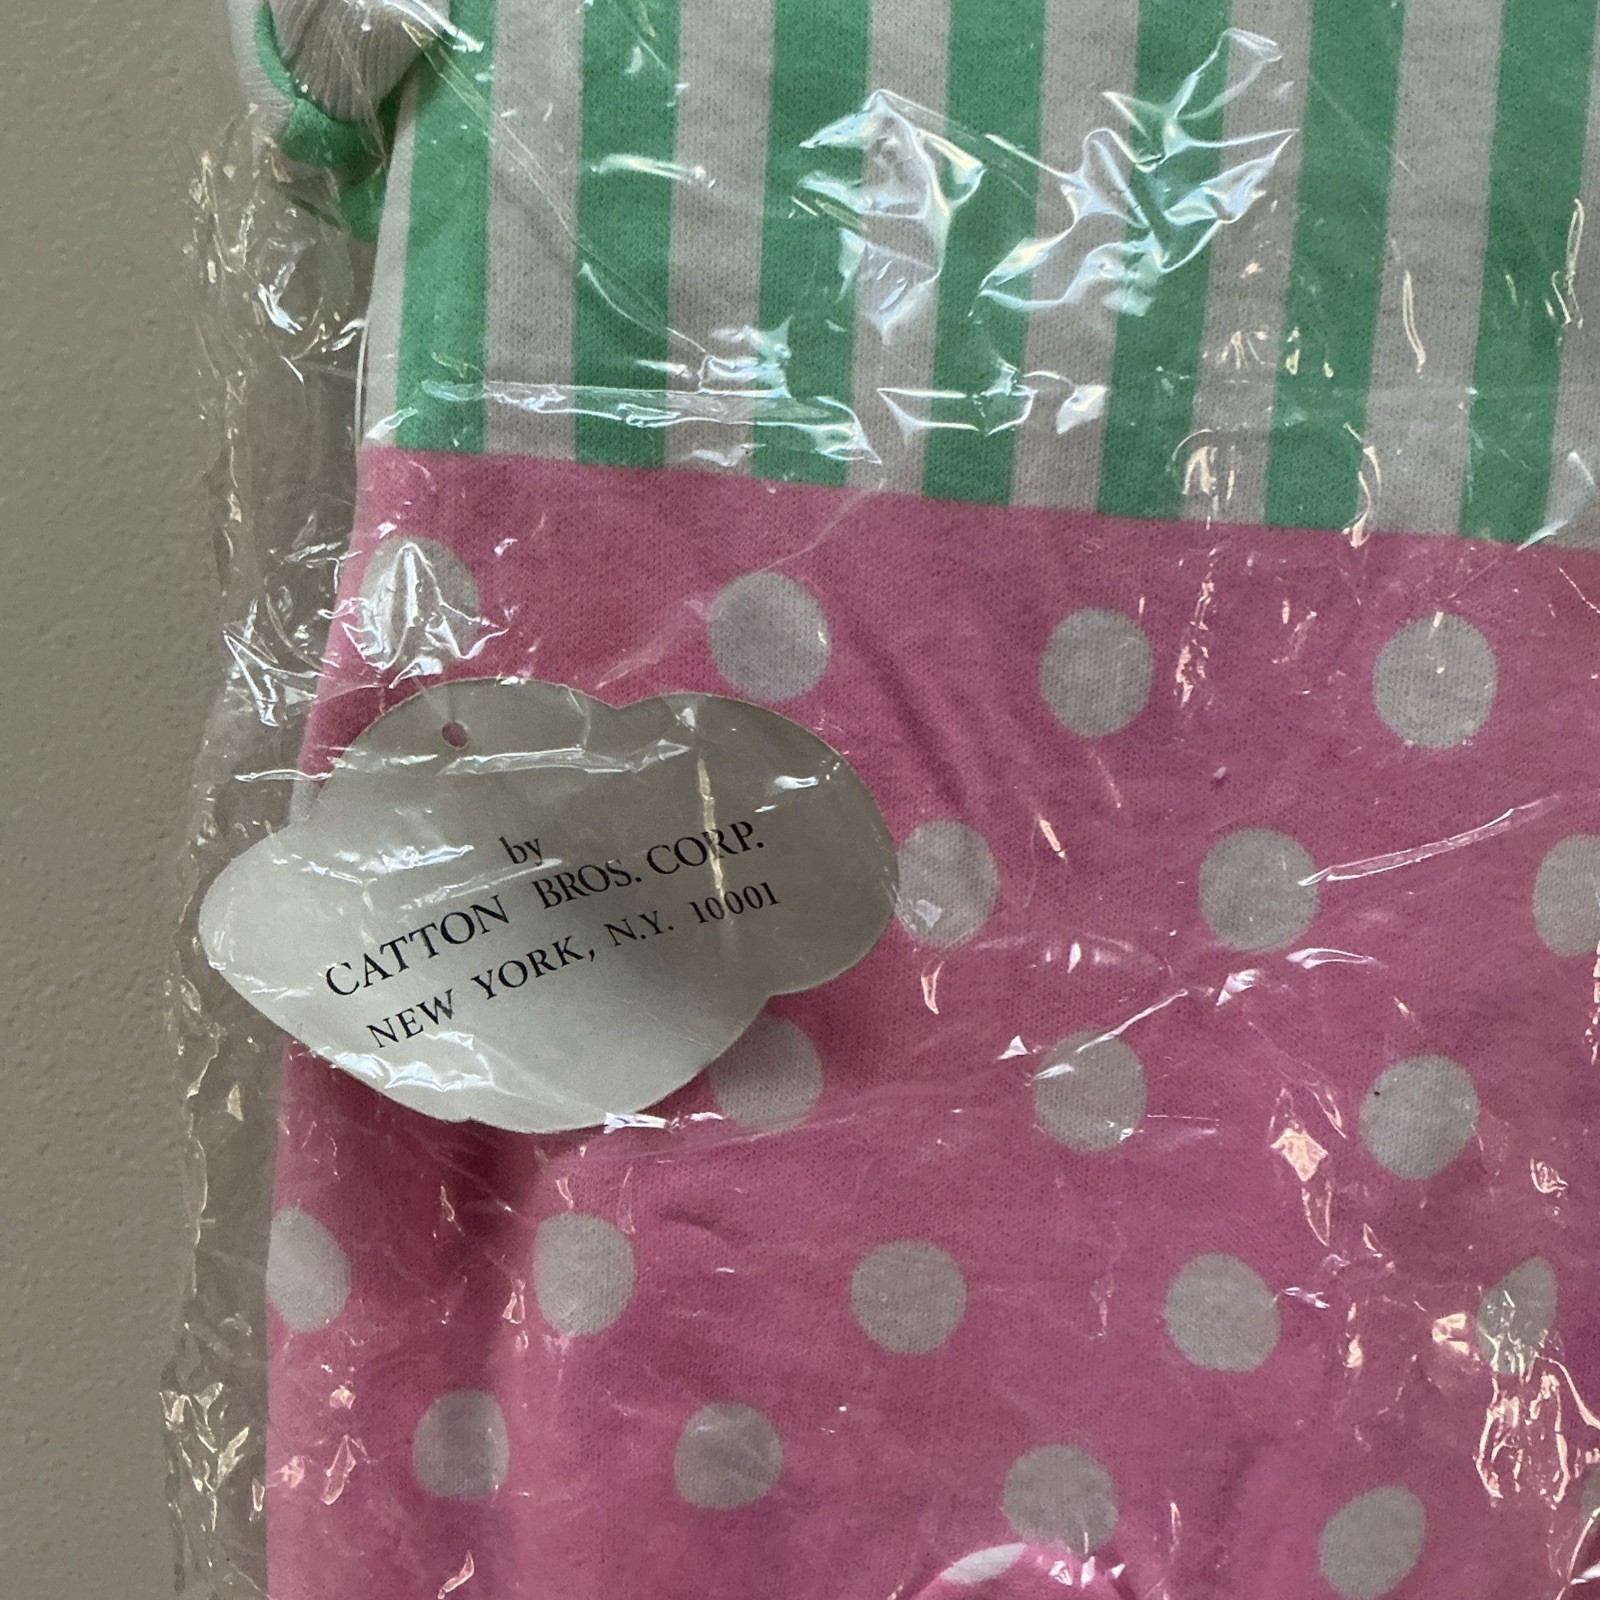 by
CATTON BROS. CORP.
NEW YORK, N.Y. 10001